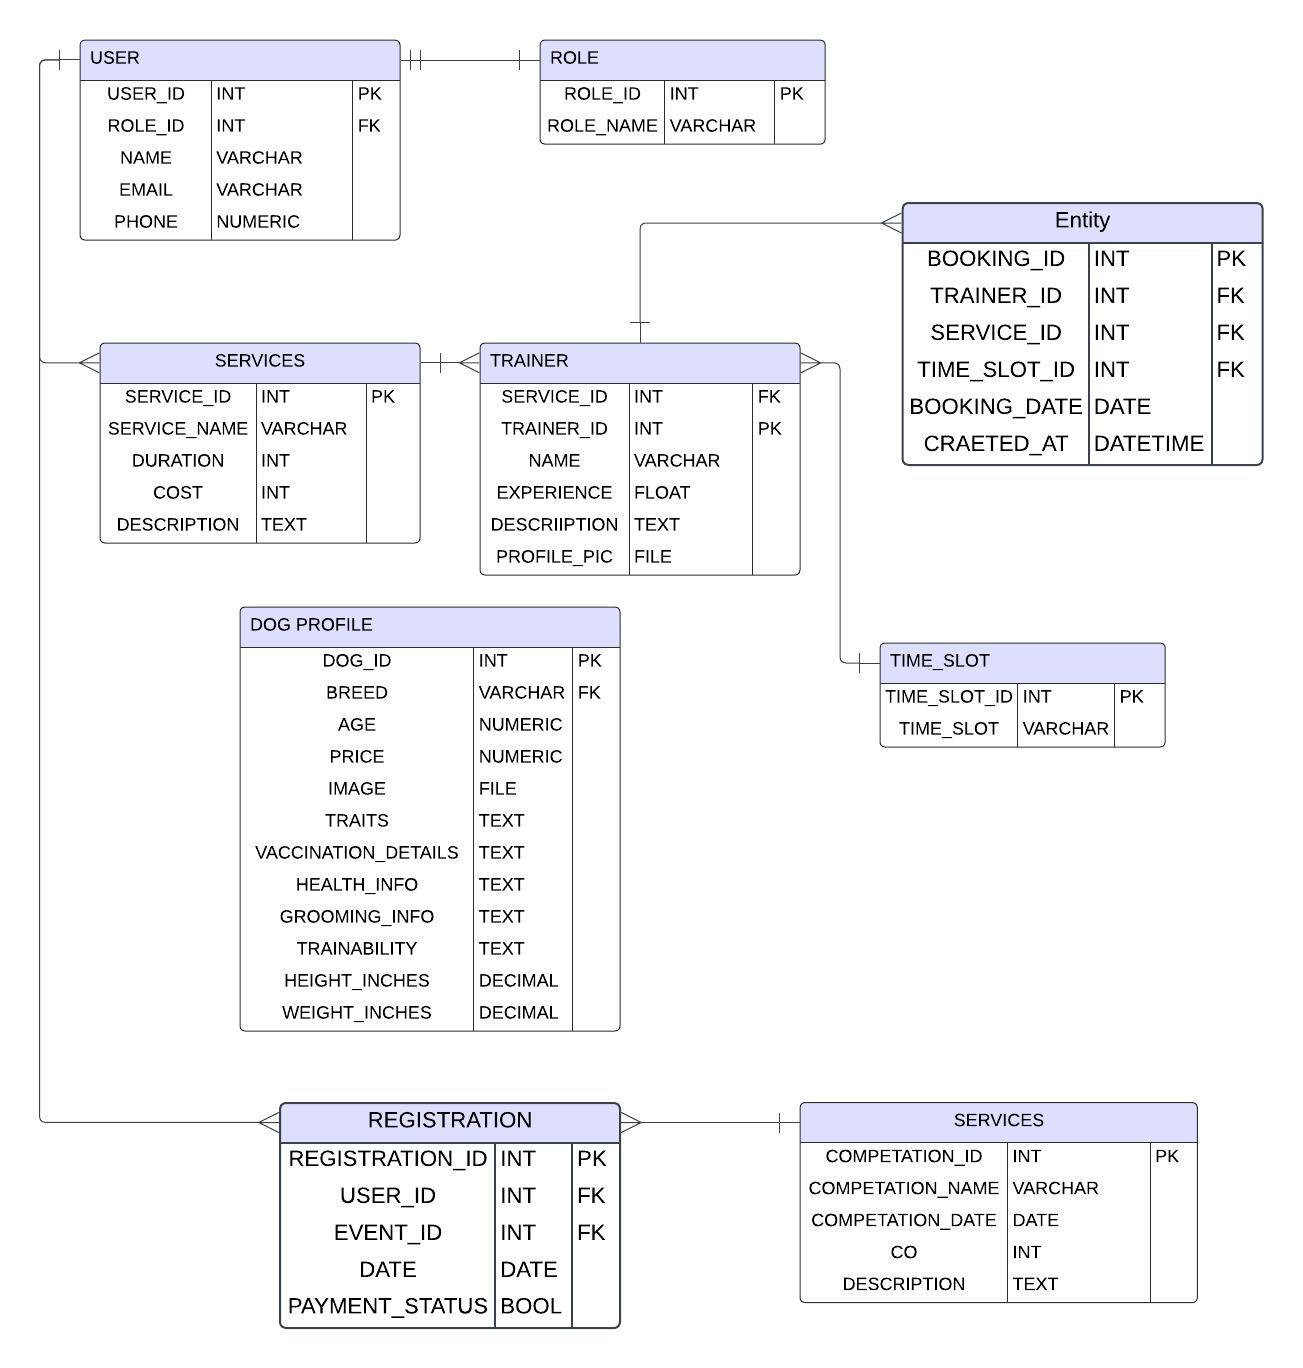 USER
USER_ID INT PK
ROLE_ID INT FK
NAME VARCHAR
EMAIL VARCHAR
PHONE NUMERIC
ROLE
ROLE_ID INT PK
ROLE_NAME VARCHAR
Entity
BOOKING_ID INT PK
TRAINER_ID INT FK
SERVICE_ID INT FK
TIME_SLOT_ID INT FK
BOOKING_DATE DATE
CRAETED_AT DATETIME
SERVICES
SERVICE_ID INT PK
SERVICE_NAME VARCHAR
DURATION INT
COST INT
DESCRIPTION TEXT
TRAINER
SERVICE_ID INT FK
TRAINER_ID INT PK
NAME VARCHAR
EXPERIENCE FLOAT
DESCRIIPTION TEXT
PROFILE_PIC FILE
DOG PROFILE
DOG_ID INT PK
BREED VARCHAR FK
AGE NUMERIC
PRICE NUMERIC
IMAGE FILE
TRAITS TEXT
VACCINATION_DETAILS TEXT
HEALTH_INFO TEXT
GROOMING_INFO TEXT
TRAINABILITY TEXT
HEIGHT_INCHES DECIMAL
WEIGHT_INCHES DECIMAL
TIME_SLOT
TIME_SLOT_ID INT PK
TIME_SLOT VARCHAR
REGISTRATION
REGISTRATION_ID INT PK
USER_ID INT FK
EVENT_ID INT FK
DATE DATE
PAYMENT_STATUS BOOL
SERVICES
COMPETATION_ID INT PK
COMPETATION_NAME VARCHAR
COMPETATION_DATE DATE
CO INT
DESCRIPTION TEXT